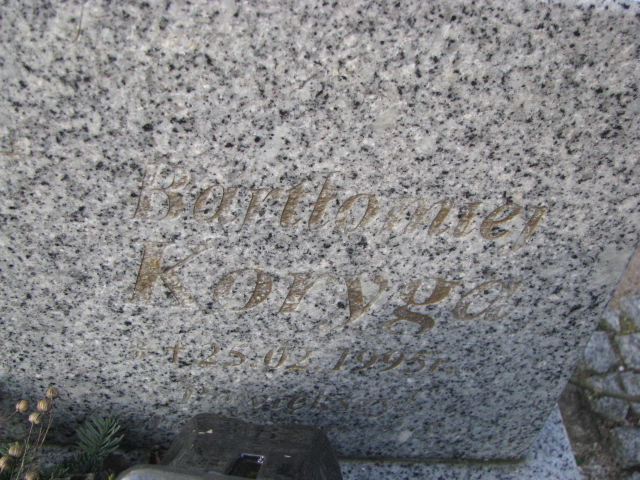 Bartłomiej
Koryga
* † 25.02.1995r.